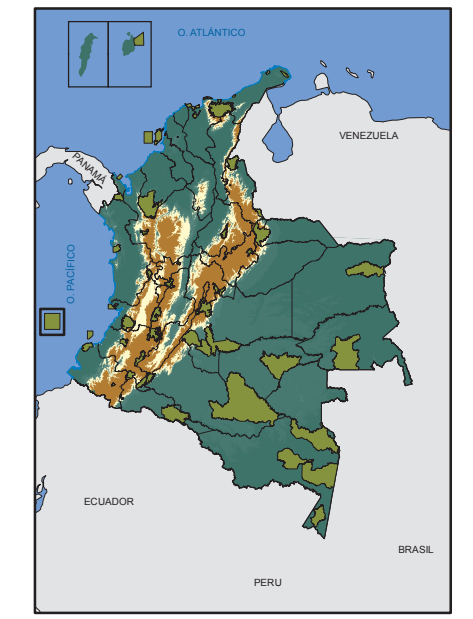 O. ATLÁNTICO
VENEZUELA
PANAMÁ
O. PACÍFICO
ECUADOR
BRASIL
PERU